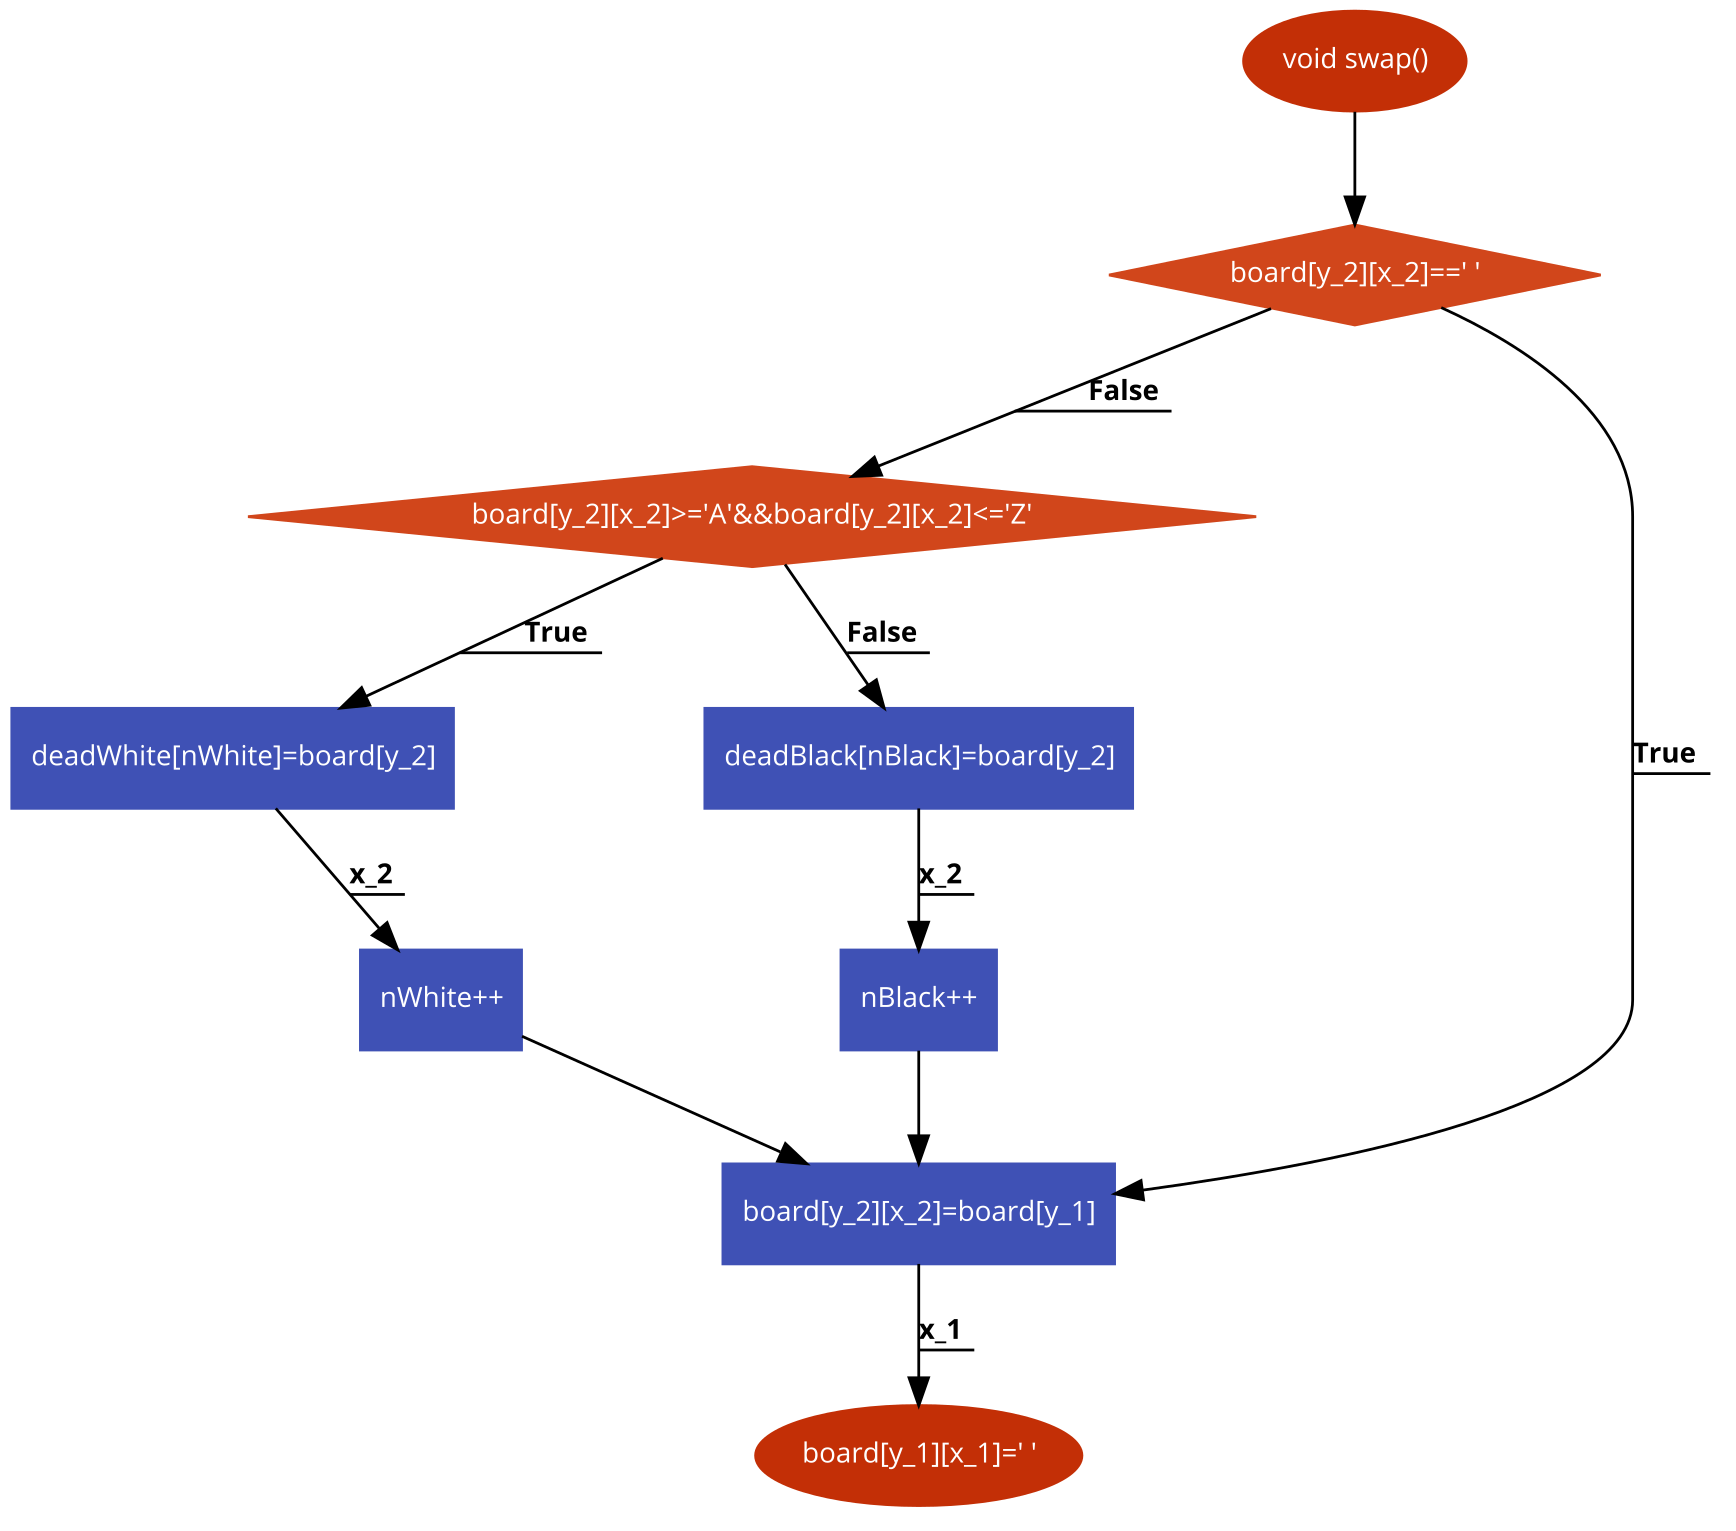 void swap()
board[y_2][x_2]==' '
False
board[y_2][x_2]>='A'&&board[y_2][x_2]<='Z'
True
False
True
deadWhite[nWhite]=board[y_2]
deadBlack[nBlack]=board[y_2]
x_2
x_2
nWhite++
nBlack++
board[y_2][x_2]=board[y_1]
x_1
board[y_1][x_1]=' '